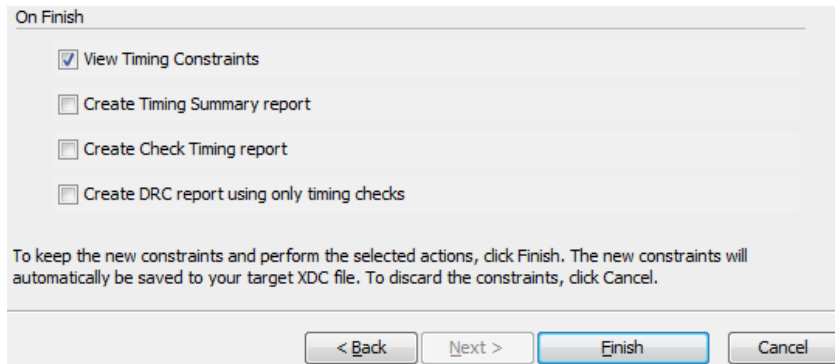 On Finish
View Timing Constraints
Create Timing Summary report
Create Check Timing report
Create DRC report using only timing checks
To keep the new constraints and perform the selected actions, click Finish. The new constraints will
automatically be saved to your target XDC file. To discard the constraints, click Cancel.
< Back Next > Finish Cancel